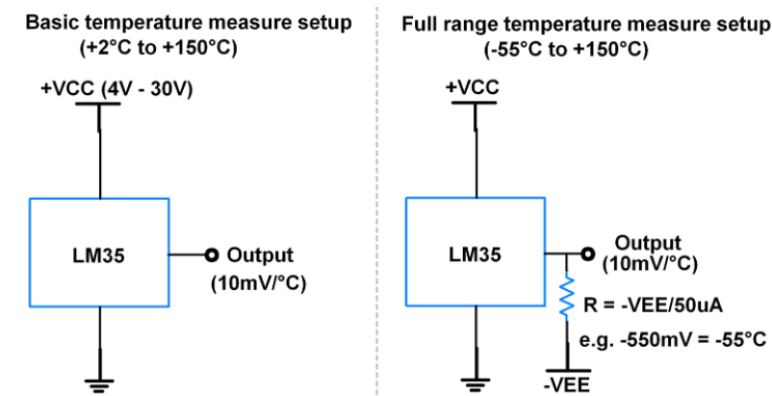 Basic temperature measure setup
(+2°C to +150°C)
+VCC (4V - 30V)
LM35
Output
(10mV/°C)
Full range temperature measure setup
(-55°C to +150°C)
+VCC
LM35
Output
(10mV/°C)
R = -VEE/50uA
e.g. -550mV = -55°C
-VEE